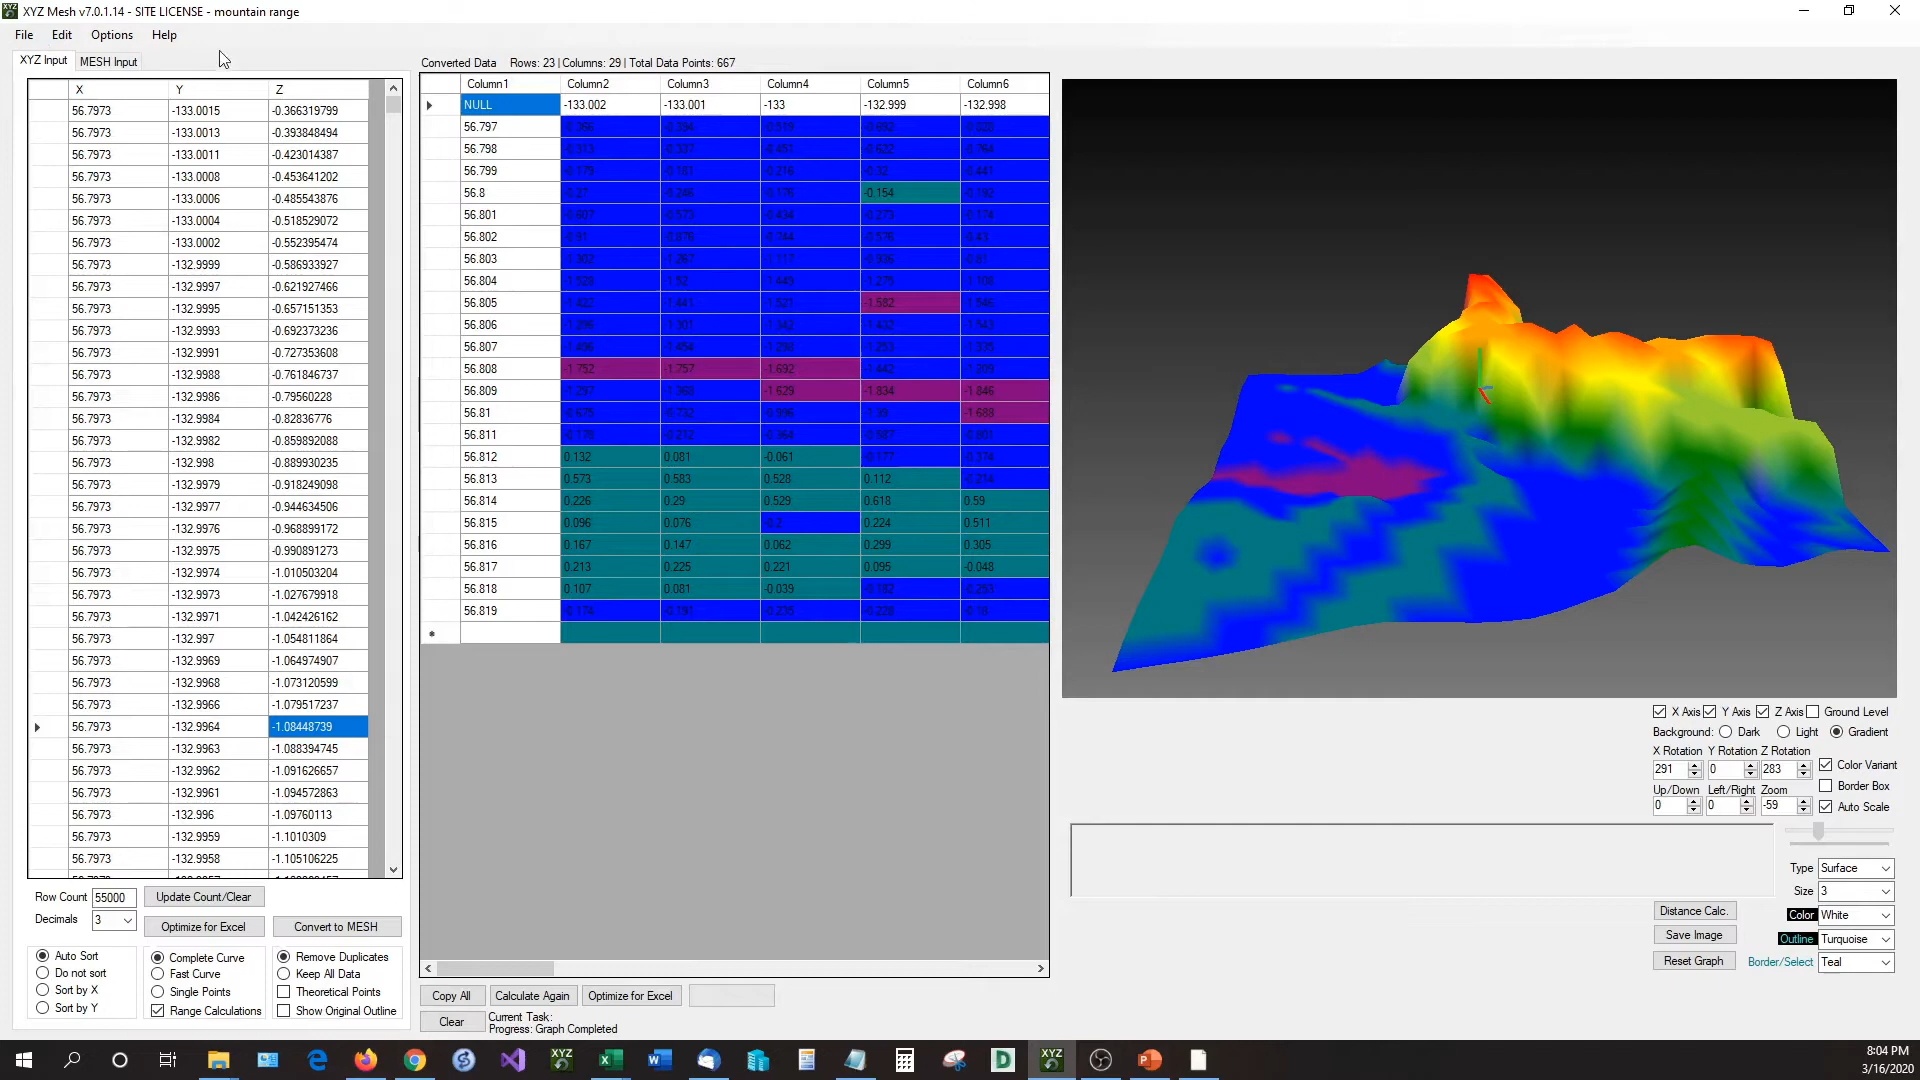 XYZ Mesh v7.0.1.14 - SITE LICENSE - mountain range
File Edit Options Help
XYZ Input MESH Input
X Y Z
56.7973 -133.0015 -0.366319799
56.7973 -133.0013 -0.393848494
56.7973 -133.0011 -0.423014387
56.7973 -133.0008 -0.453641202
56.7973 -133.0006 -0.485543876
56.7973 -133.0004 -0.518529072
56.7973 -133.0002 -0.552395474
56.7973 -132.9999 -0.586933927
56.7973 -132.9997 -0.621927466
56.7973 -132.9995 -0.657151353
56.7973 -132.9993 -0.692373236
56.7973 -132.9991 -0.727353608
56.7973 -132.9988 -0.761846737
56.7973 -132.9986 -0.79560228
56.7973 -132.9984 -0.82836776
56.7973 -132.9982 -0.859892088
56.7973 -132.998 -0.889930235
56.7973 -132.9979 -0.918249098
56.7973 -132.9977 -0.944634506
56.7973 -132.9976 -0.968899172
56.7973 -132.9975 -0.990891273
56.7973 -132.9974 -1.010503204
56.7973 -132.9973 -1.027679918
56.7973 -132.9971 -1.042426162
56.7973 -132.997 -1.054811864
56.7973 -132.9969 -1.064974907
56.7973 -132.9968 -1.073120599
56.7973 -132.9966 -1.079517237
56.7973 -132.9964 -1.08448739
56.7973 -132.9963 -1.088394745
56.7973 -132.9962 -1.091626657
56.7973 -132.9961 -1.094572863
56.7973 -132.996 -1.09760113
56.7973 -132.9959 -1.1010309
56.7973 -132.9958 -1.105106225
Row Count 55000 Update Count/Clear
Decimals 3 Optimize for Excel Convert to MESH
Auto Sort Complete Curve Remove Duplicates
Do not sort Fast Curve Keep All Data
Sort by X Single Points Theoretical Points
Sort by Y Range Calculations Show Original Outline
Converted Data Rows: 23 | Columns: 29 | Total Data Points: 667
Column1 Column2 Column3 Column4 Column5 Column6
NULL -133.002 -133.001 -133 -132.999 -132.998
56.797
56.798
56.799
56.8 -0.154
56.801
56.802
56.803
56.804
56.805 -1.582
56.806
56.807
56.808 -1.752 -1.757 -1.692
56.809 -1.629 -1.834 -1.846
56.81 -1.688
56.811
56.812 0.132 0.081 -0.061
56.813 0.573 0.583 0.528 0.112
56.814 0.226 0.29 0.529 0.618 0.59
56.815 0.096 0.076 0.224 0.511
56.816 0.167 0.147 0.062 0.299 0.305
56.817 0.213 0.225 0.221 0.095 -0.048
56.818 0.107 0.081 -0.039
56.819
Copy All Calculate Again Optimize for Excel
Clear Current Task:
Progress: Graph Completed
X Axis Y Axis Z Axis Ground Level
Background: Dark Light Gradient
X Rotation Y Rotation Z Rotation
291 0 283 Color Variant
Up/Down Left/Right Zoom Border Box
0 0 -59 Auto Scale
Type Surface
Size 3
Distance Calc. Color White
Save Image Outline Turquoise
Reset Graph Border/Select Teal
8:04 PM
3/16/2020